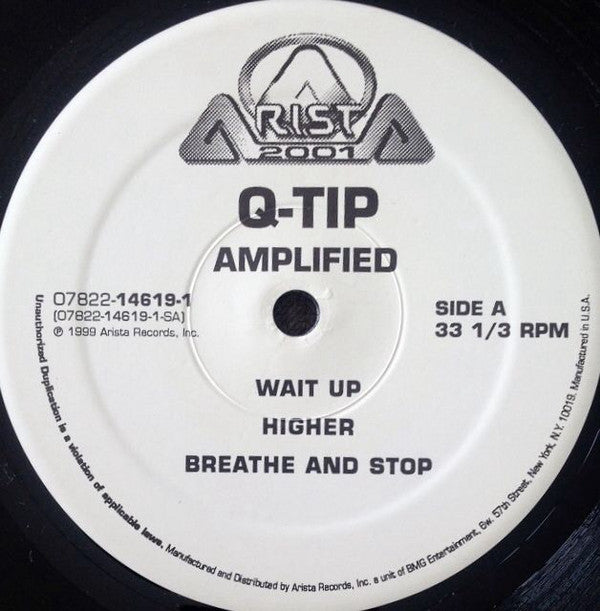 ARISTA
2001
Q-TIP
AMPLIFIED
07822-14619-1
(07822-14619-1-SA)
℗ 1999 Arista Records, Inc.
SIDE A
33 1/3 RPM
WAIT UP
HIGHER
BREATHE AND STOP
Unauthorized Duplication is a violation of applicable laws. Manufactured and Distributed by Arista Records, Inc. a unit of BMG Entertainment, 6w. 57th Street, New York, N.Y. 10019. Manufactured in U.S.A.